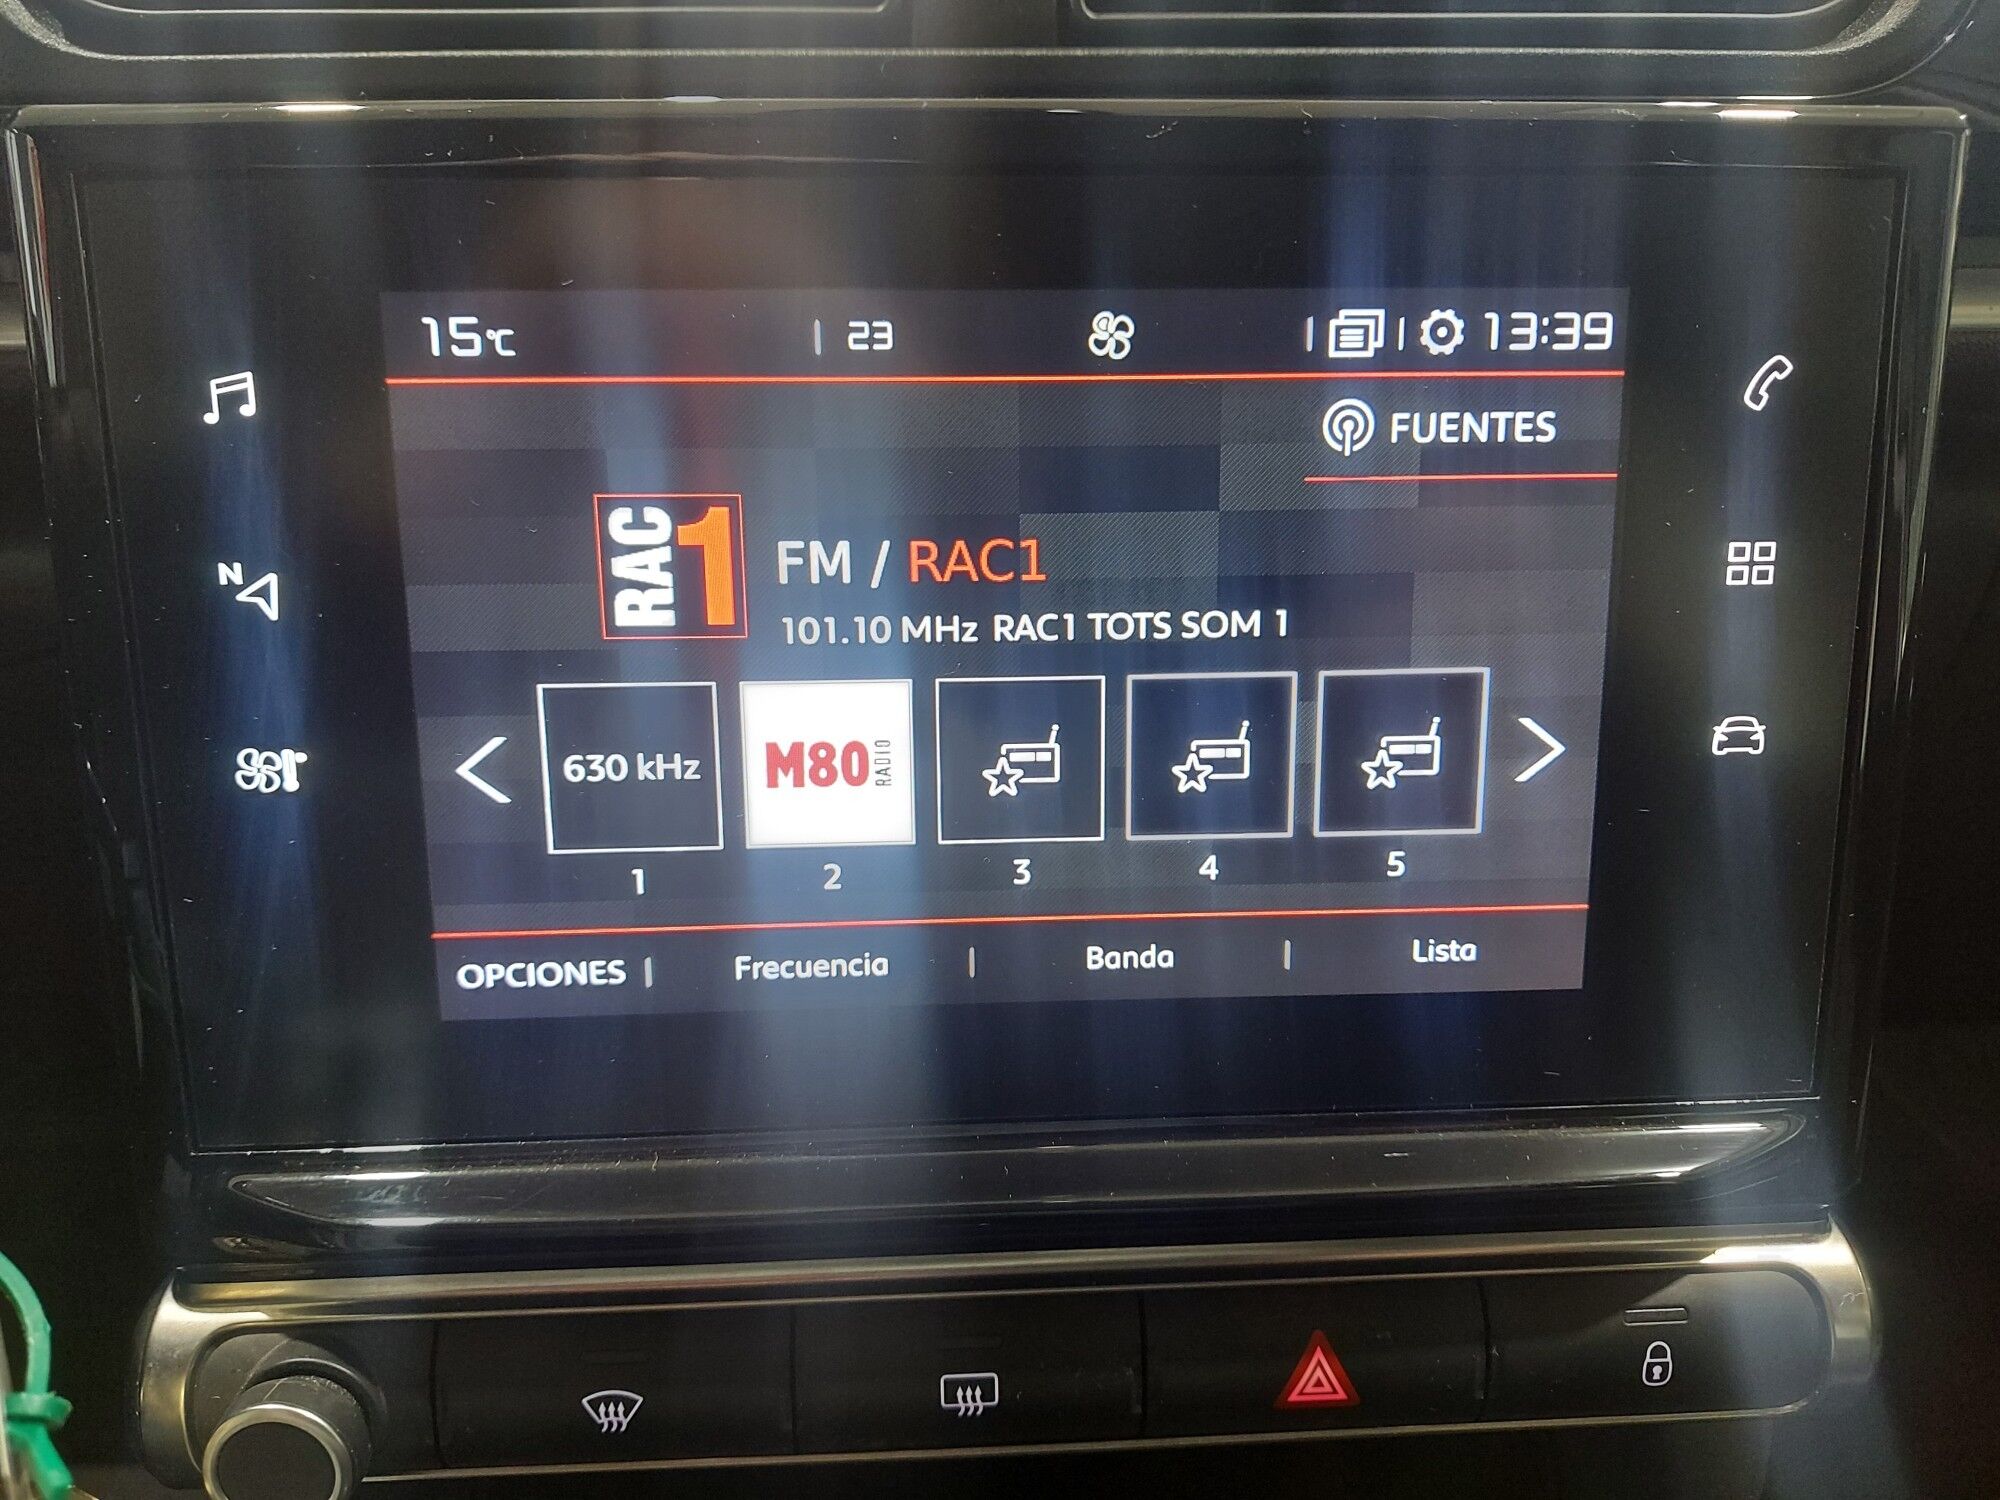 15°C | 23 | | 13:39
FUENTES
RAC1
FM / RAC1
101.10 MHz RAC1 TOTS SOM 1
N
630 kHz
M80 RADIO
1 2 3 4 5
OPCIONES | Frecuencia | Banda | Lista